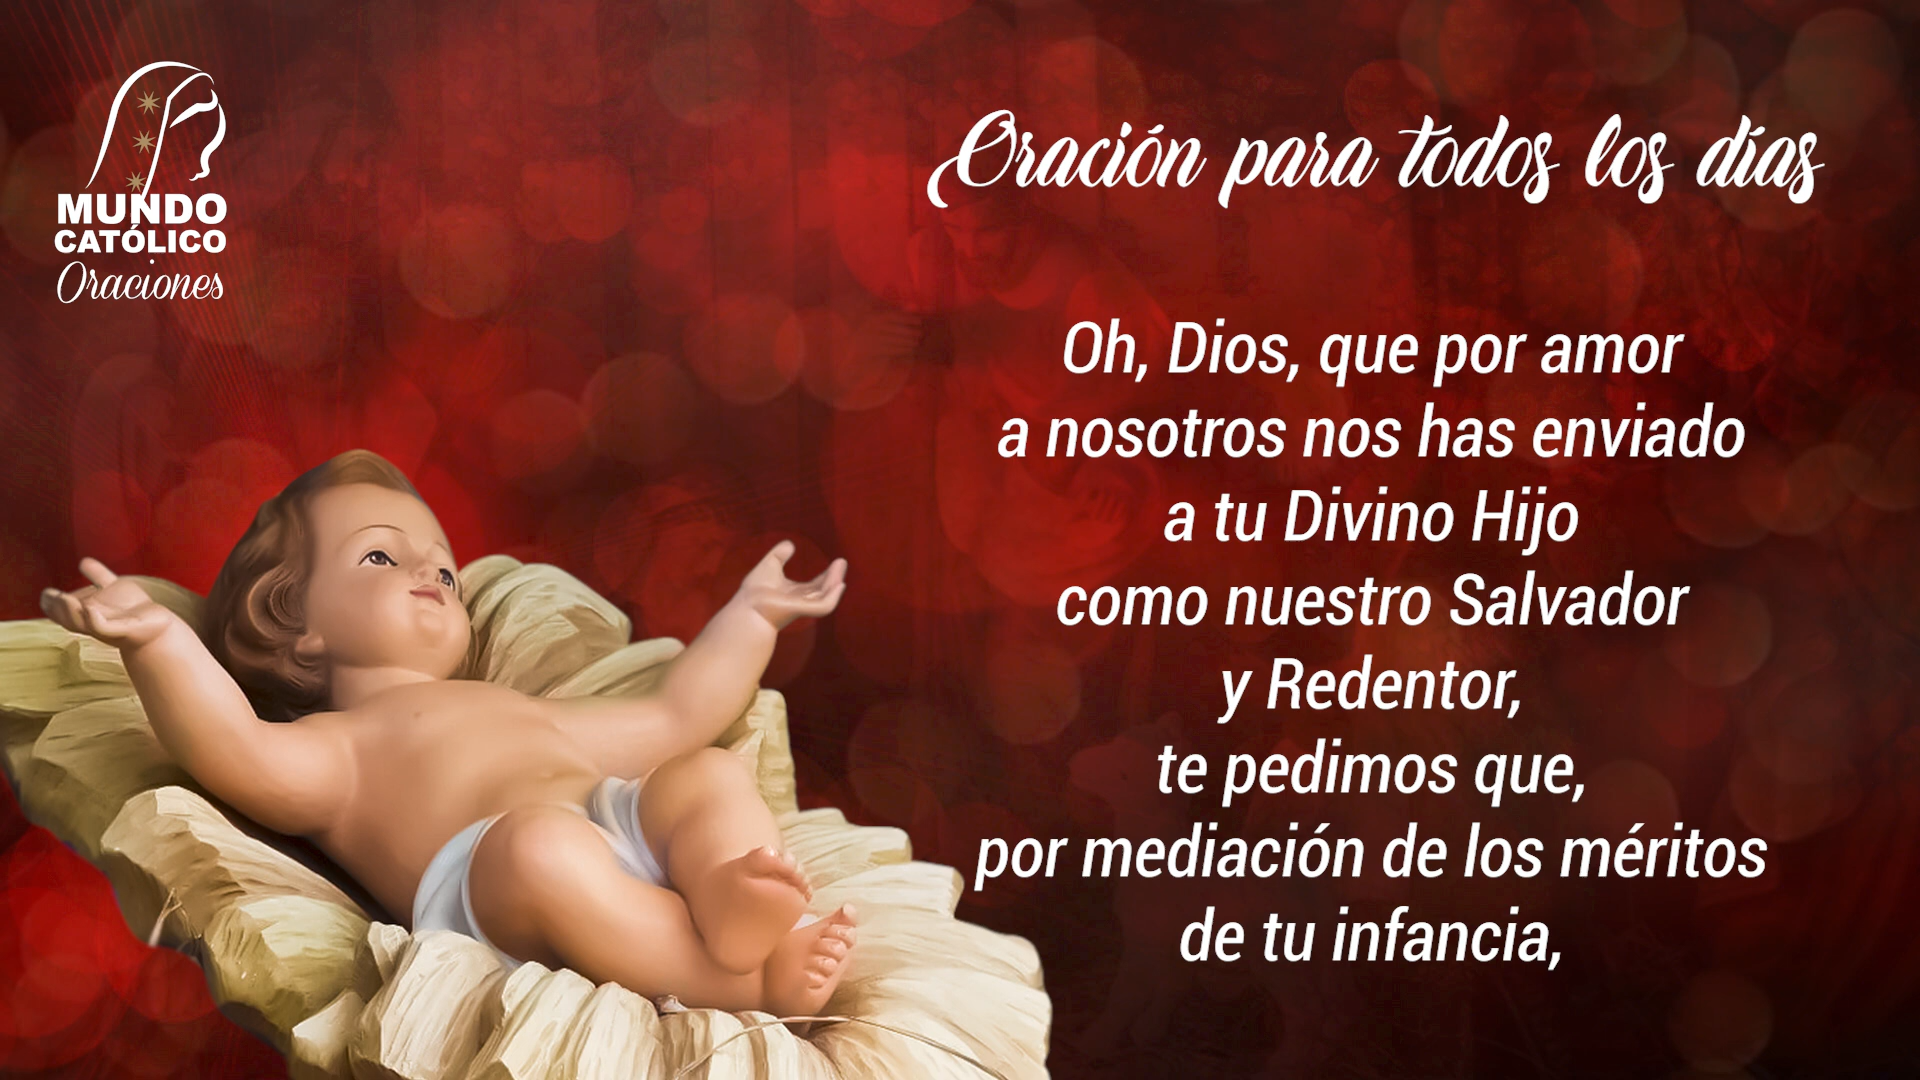 MUNDO
CATÓLICO
Oraciones
Oración para todos los días
Oh, Dios, que por amor
a nosotros nos has enviado
a tu Divino Hijo
como nuestro Salvador
y Redentor,
te pedimos que,
por mediación de los méritos
de tu infancia,